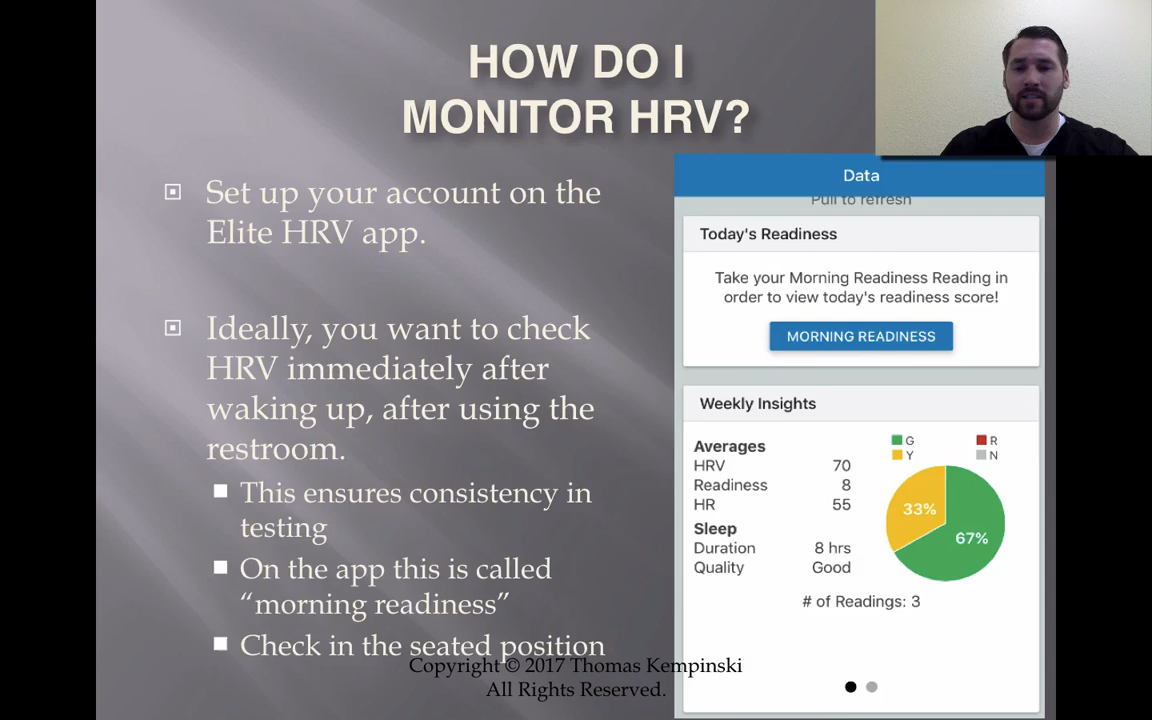 HOW DO I
MONITOR HRV?
Set up your account on the
Elite HRV app.
Ideally, you want to check
HRV immediately after
waking up, after using the
restroom.
This ensures consistency in
testing
On the app this is called
“morning readiness”
Check in the seated position
Copyright © 2017 Thomas Kempinski
All Rights Reserved.
Data
Pull to refresh
Today's Readiness
Take your Morning Readiness Reading in
order to view today's readiness score!
MORNING READINESS
Weekly Insights
Averages
HRV 70
Readiness 8
HR 55
Sleep
Duration 8 hrs
Quality Good
G R
Y N
33%
67%
# of Readings: 3